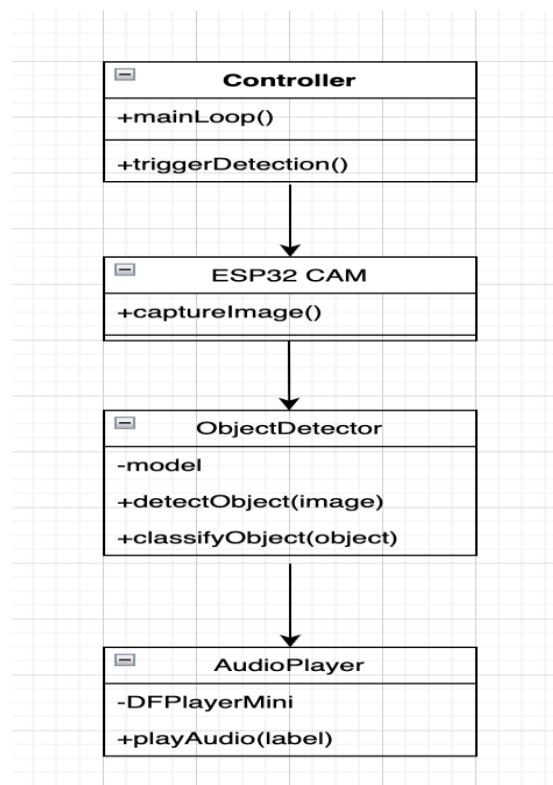 Controller
+mainLoop()
+triggerDetection()
ESP32 CAM
+captureImage()
ObjectDetector
-model
+detectObject(image)
+classifyObject(object)
AudioPlayer
-DFPlayerMini
+playAudio(label)